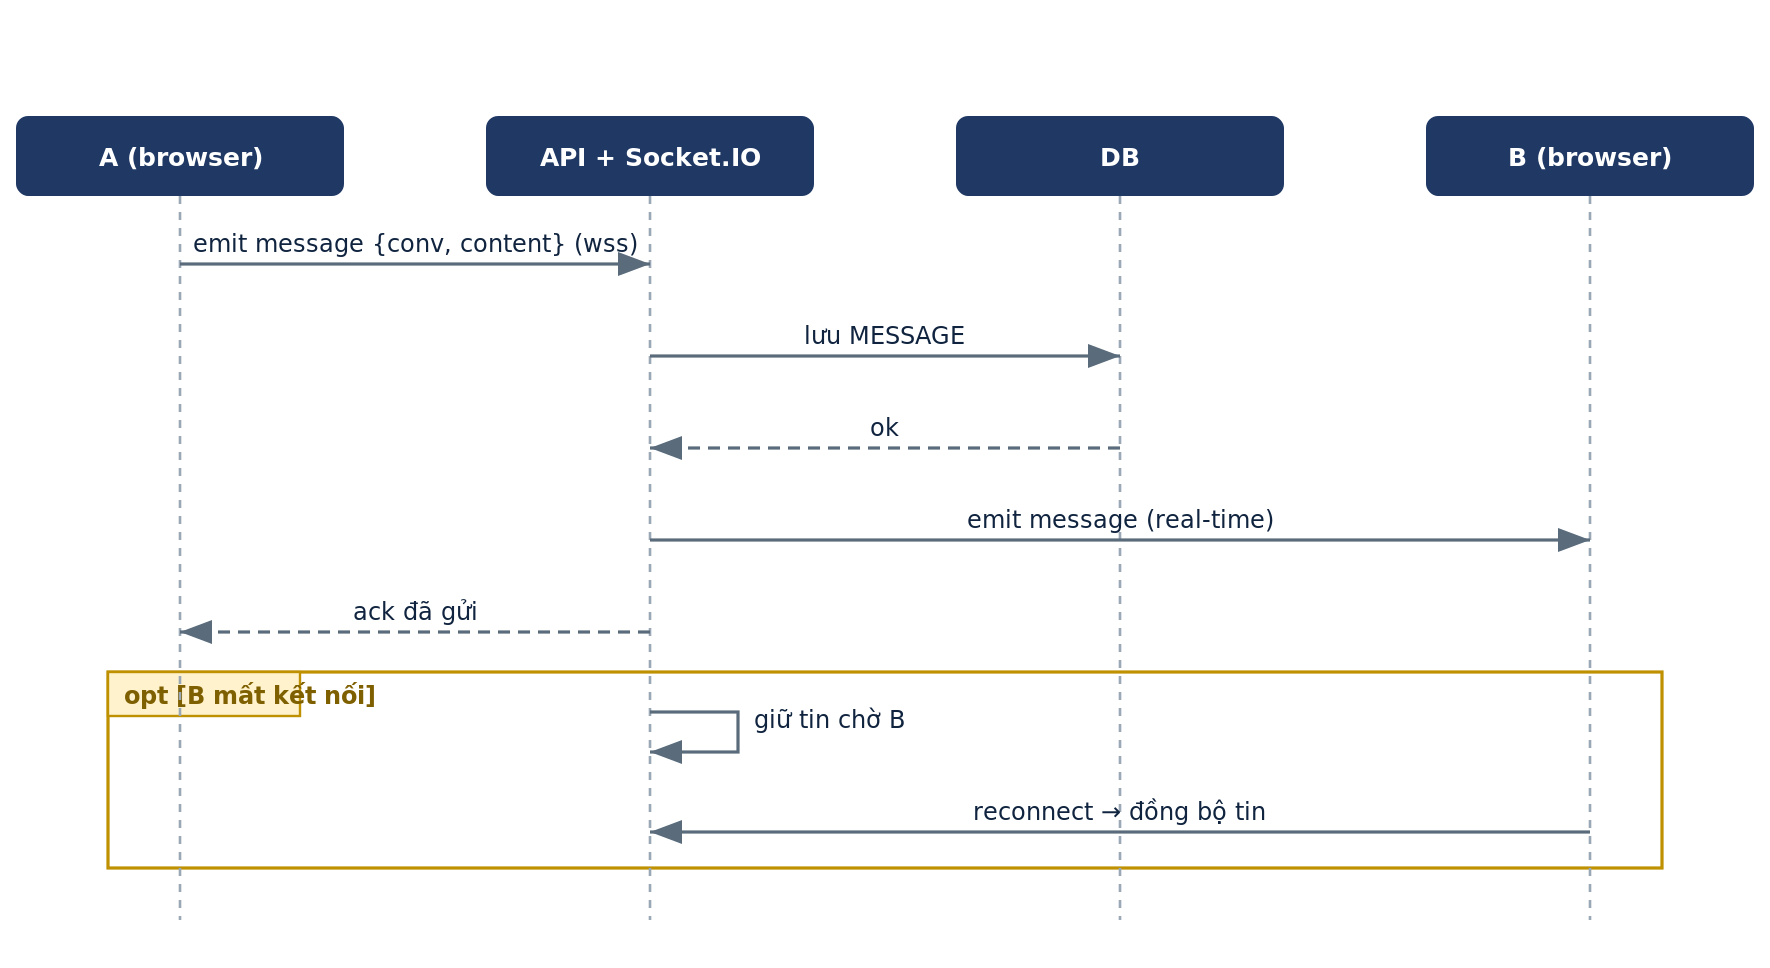 A (browser)
API + Socket.IO
DB
B (browser)
emit message {conv, content} (wss)
lưu MESSAGE
ok
emit message (real-time)
ack đã gửi
opt [B mất kết nối]
giữ tin chờ B
reconnect → đồng bộ tin